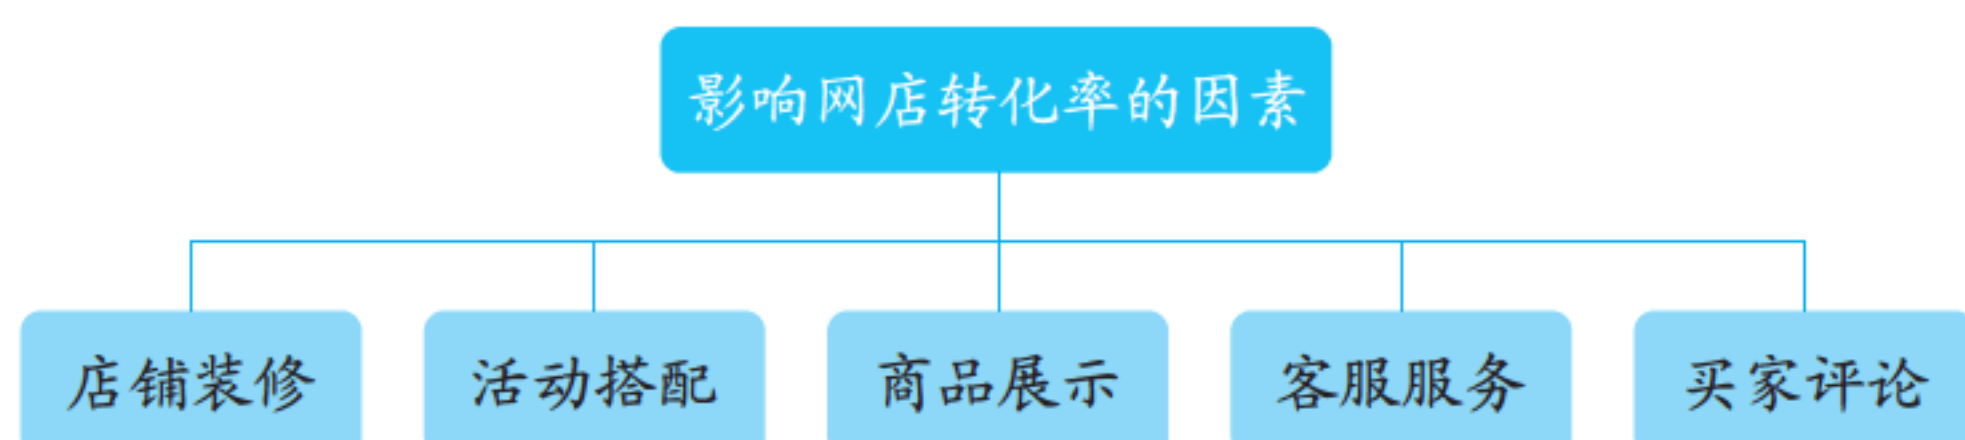 影响网店转化率的因素
店铺装修
活动搭配
商品展示
客服服务
买家评论